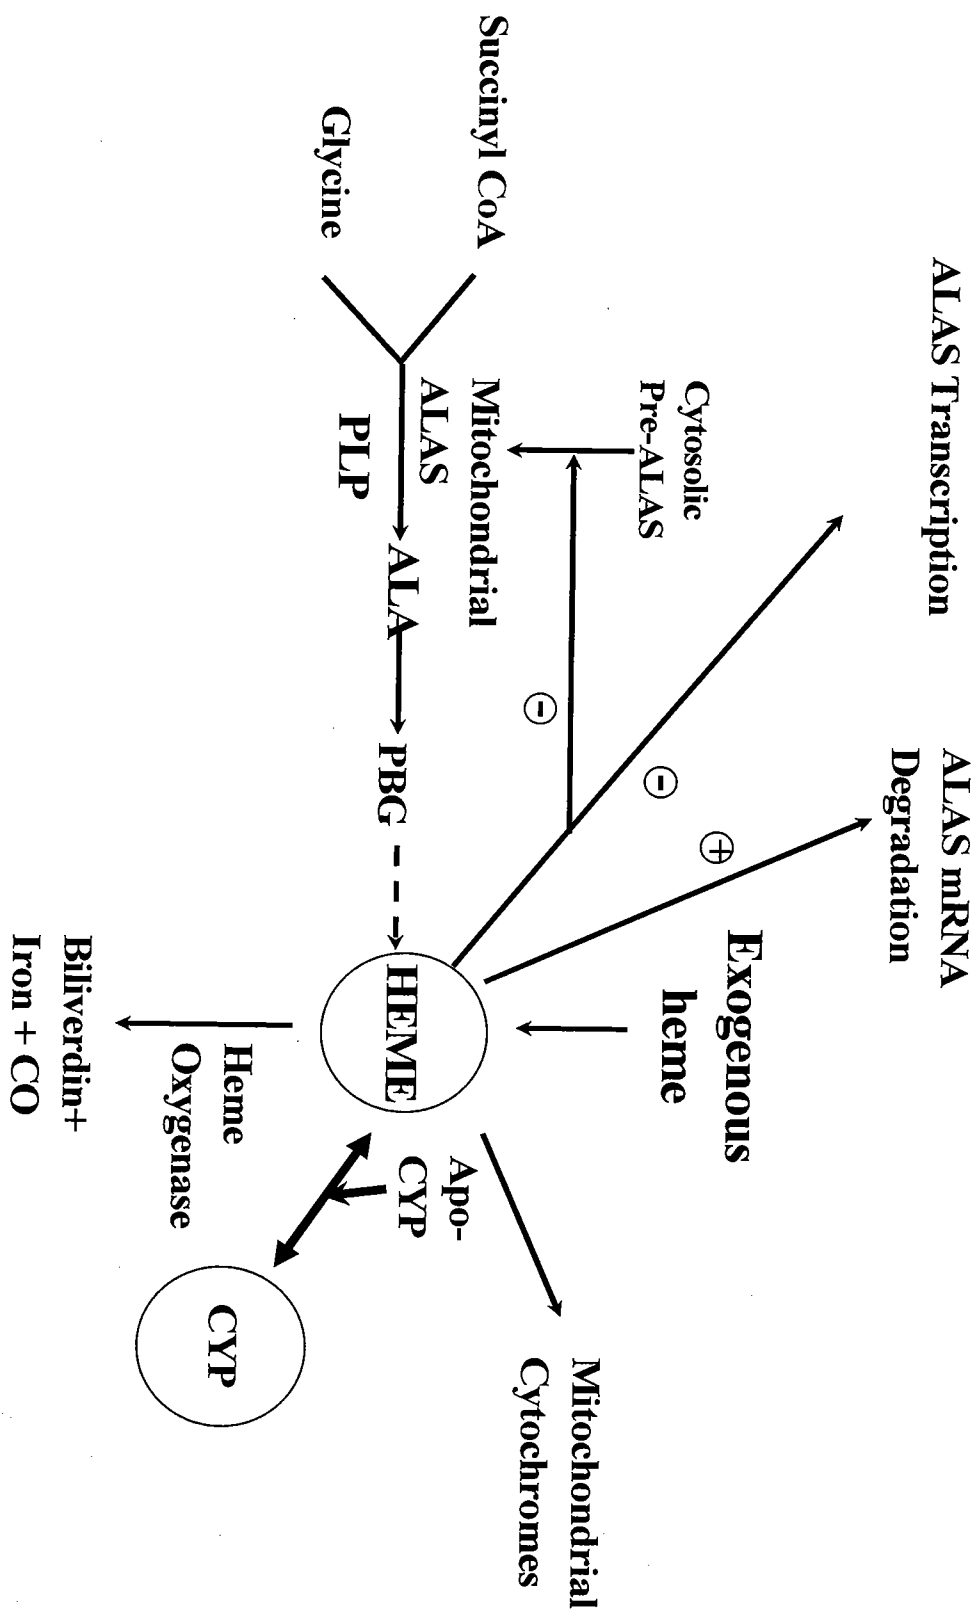 ALAS Transcription
ALAS mRNA
Degradation
Exogenous
heme
Cytosolic
Pre-ALAS
Mitochondrial
Cytochromes
Succinyl CoA
Mitochondrial
ALAS
Glycine
PLP
ALA
PBG
HEME
Apo-
CYP
CYP
Heme
Oxygenase
Biliverdin+
Iron + CO
-
-
+